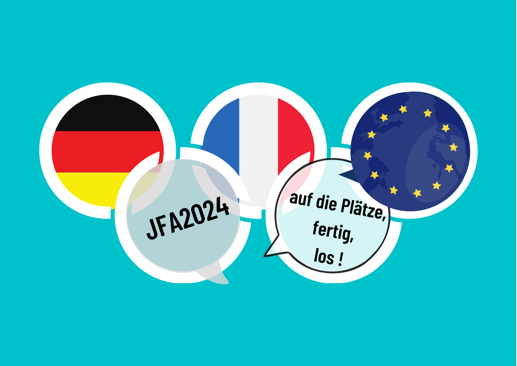 JFA2024
auf die Plätze,
fertig,
los !